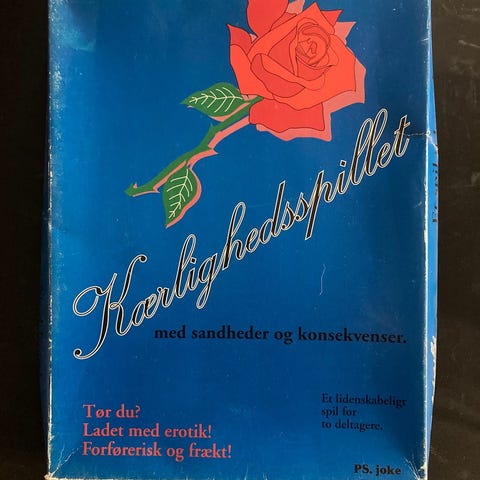 Kærlighedsspillet
med sandheder og konsekvenser.
Tør du?
Ladet med erotik!
Forførerisk og frækt!
Et lidenskabeligt
spil for
to deltagere.
PS. joke